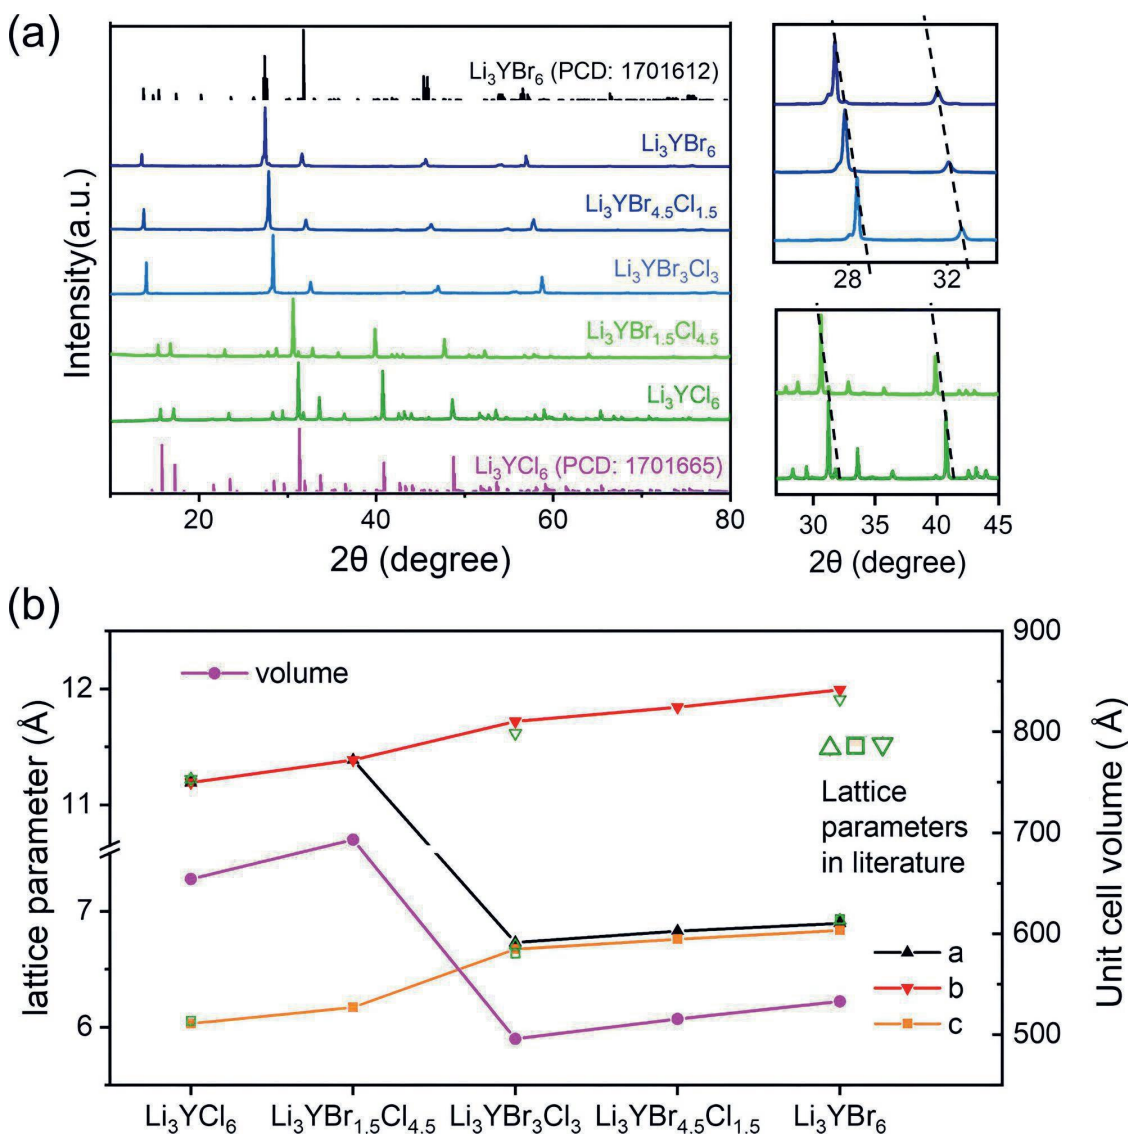 (a)
Intensity(a.u.)
Li₃YBr₆ (PCD: 1701612)
Li₃YBr₆
Li₃YBr₄.₅Cl₁.₅
Li₃YBr₃Cl₃
Li₃YBr₁.₅Cl₄.₅
Li₃YCl₆
Li₃YCl₆ (PCD: 1701665)
20 40 60 80
2θ (degree)
28 32
30 35 40 45
2θ (degree)
(b)
lattice parameter (Å)
12
11
7
6
volume
Lattice
parameters
in literature
a
b
c
900
800
700
600
500
Unit cell volume ( Å)
Li₃YCl₆ Li₃YBr₁.₅Cl₄.₅ Li₃YBr₃Cl₃ Li₃YBr₄.₅Cl₁.₅ Li₃YBr₆